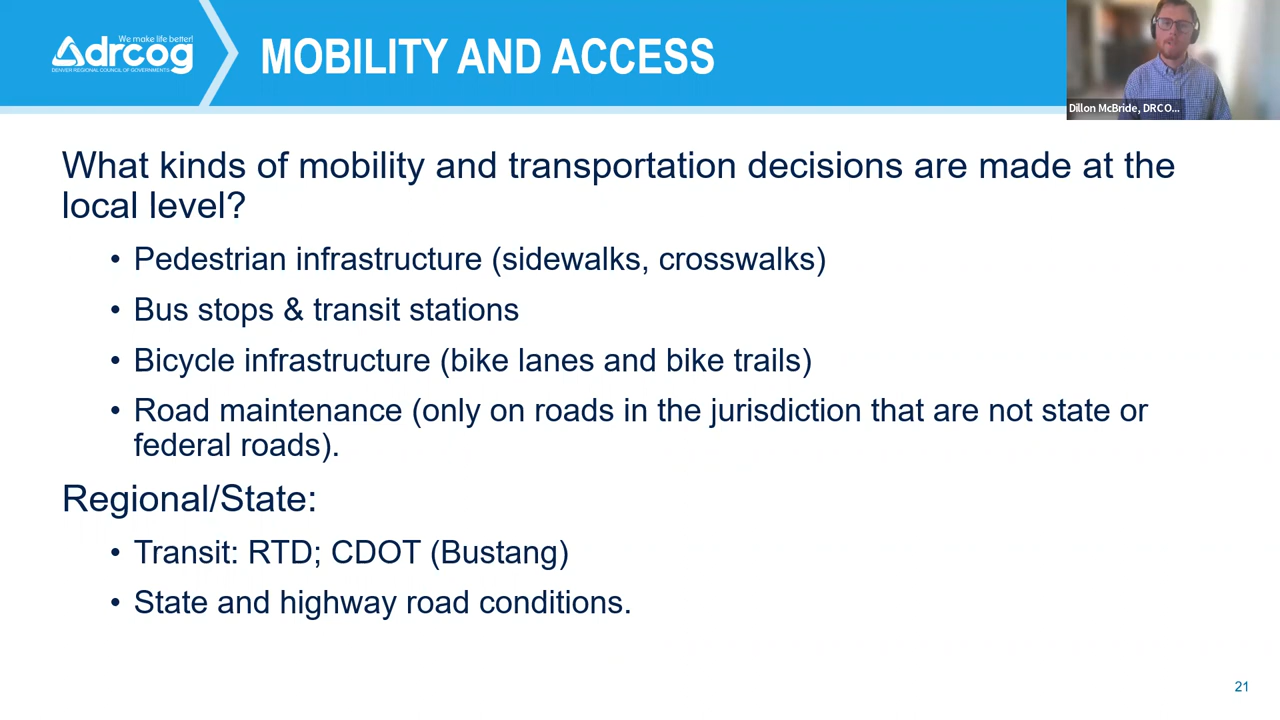 We make life better!
drcog
DENVER REGIONAL COUNCIL OF GOVERNMENTS
MOBILITY AND ACCESS
Dillon McBride, DRCO...
What kinds of mobility and transportation decisions are made at the
local level?
• Pedestrian infrastructure (sidewalks, crosswalks)
• Bus stops & transit stations
• Bicycle infrastructure (bike lanes and bike trails)
• Road maintenance (only on roads in the jurisdiction that are not state or
federal roads).
Regional/State:
• Transit: RTD; CDOT (Bustang)
• State and highway road conditions.
21